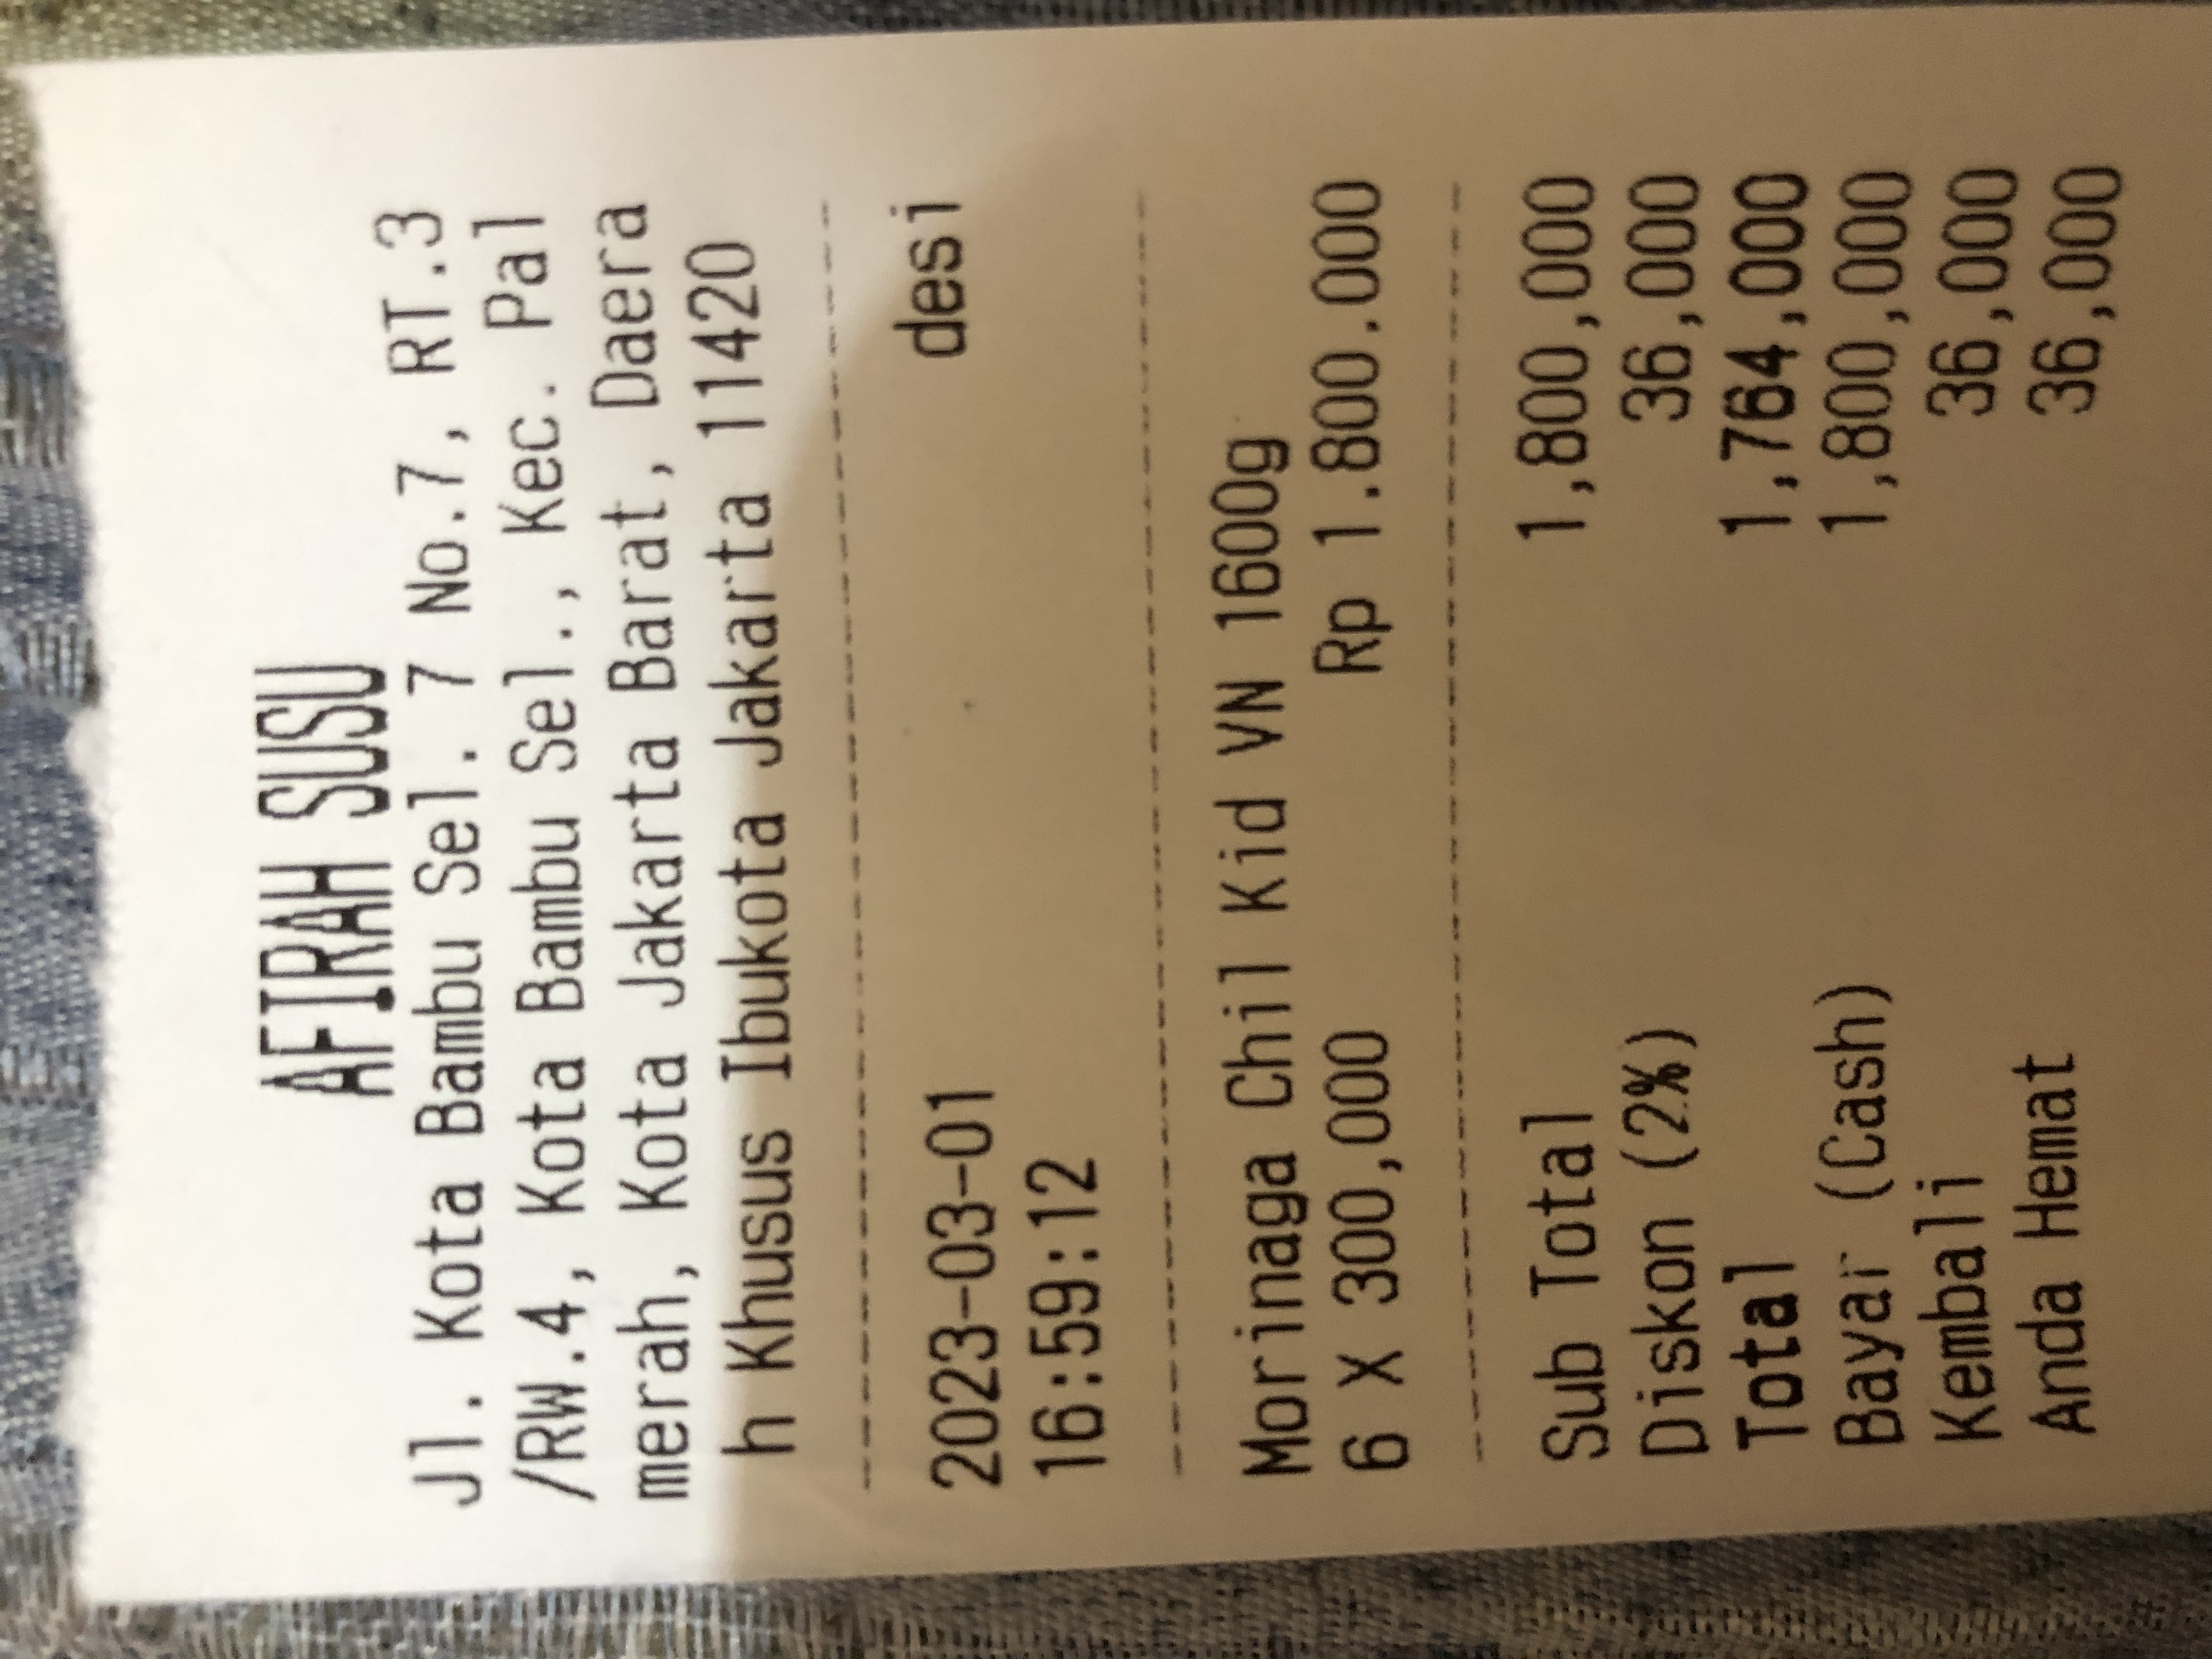 AFIRAH SUSU
Jl. Kota Bambu Sel. 7 No.7, RT.3
/RW.4, Kota Bambu Sel., Kec. Pal
merah, Kota Jakarta Barat, Daera
h Khusus Ibukota Jakarta 11420
2023-03-01 desi
16:59:12
Morinaga Chil Kid VN 1600g
6 X 300,000 Rp 1.800.000
Sub Total 1,800,000
Diskon (2%) 36,000
Total 1,764,000
Bayar (Cash) 1,800,000
Kembali 36,000
Anda Hemat 36,000